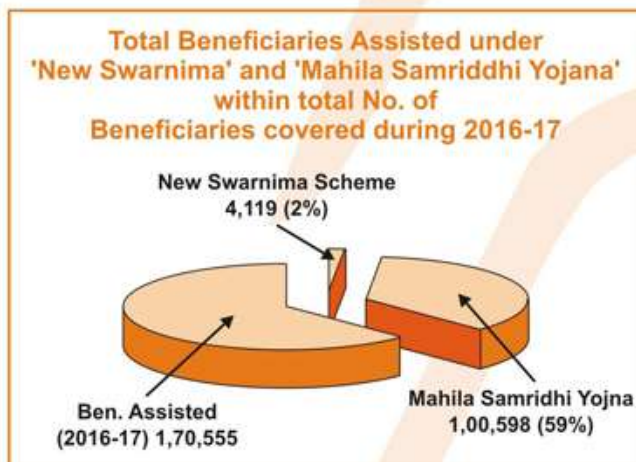 Total Beneficiaries Assisted under
'New Swarnima' and 'Mahila Samriddhi Yojana'
within total No. of
Beneficiaries covered during 2016-17
New Swarnima Scheme
4,119 (2%)
Ben. Assisted
(2016-17) 1,70,555
Mahila Samridhi Yojna
1,00,598 (59%)